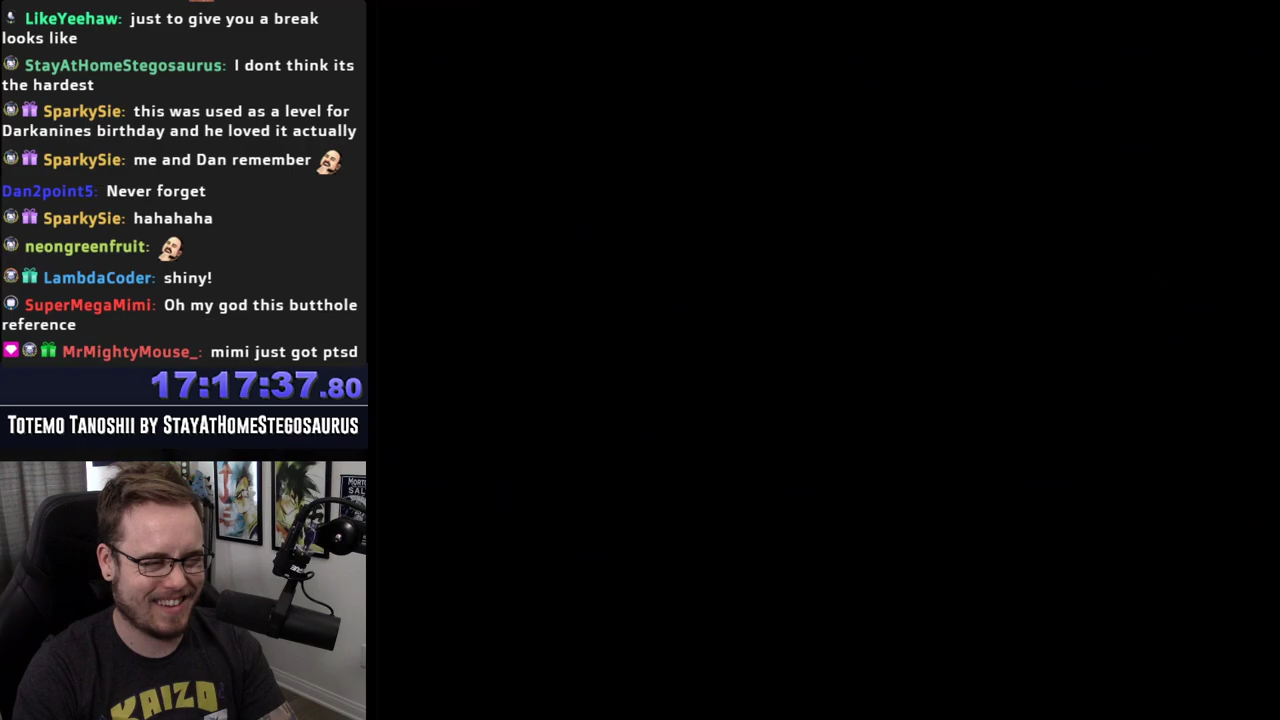 LikeYeehaw: just to give you a break
looks like
StayAtHomeStegosaurus: I dont think its
the hardest
SparkySie: this was used as a level for
Darkanines birthday and he loved it actually
SparkySie: me and Dan remember
Dan2point5: Never forget
SparkySie: hahahaha
neongreenfruit:
LambdaCoder: shiny!
SuperMegaMimi: Oh my god this butthole
reference
MrMightyMouse_: mimi just got ptsd
17:17:37.80
Totemo Tanoshii by StayAtHomeStegosaurus
KAIZO